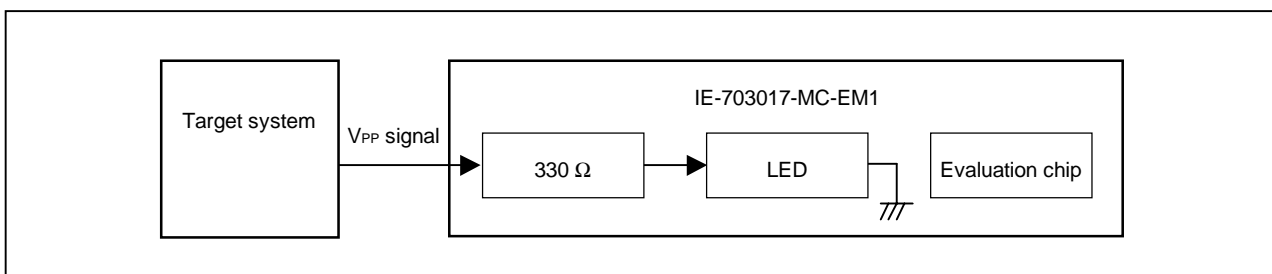 IE-703017-MC-EM1
Target system
VPP signal
330 Ω
LED
Evaluation chip